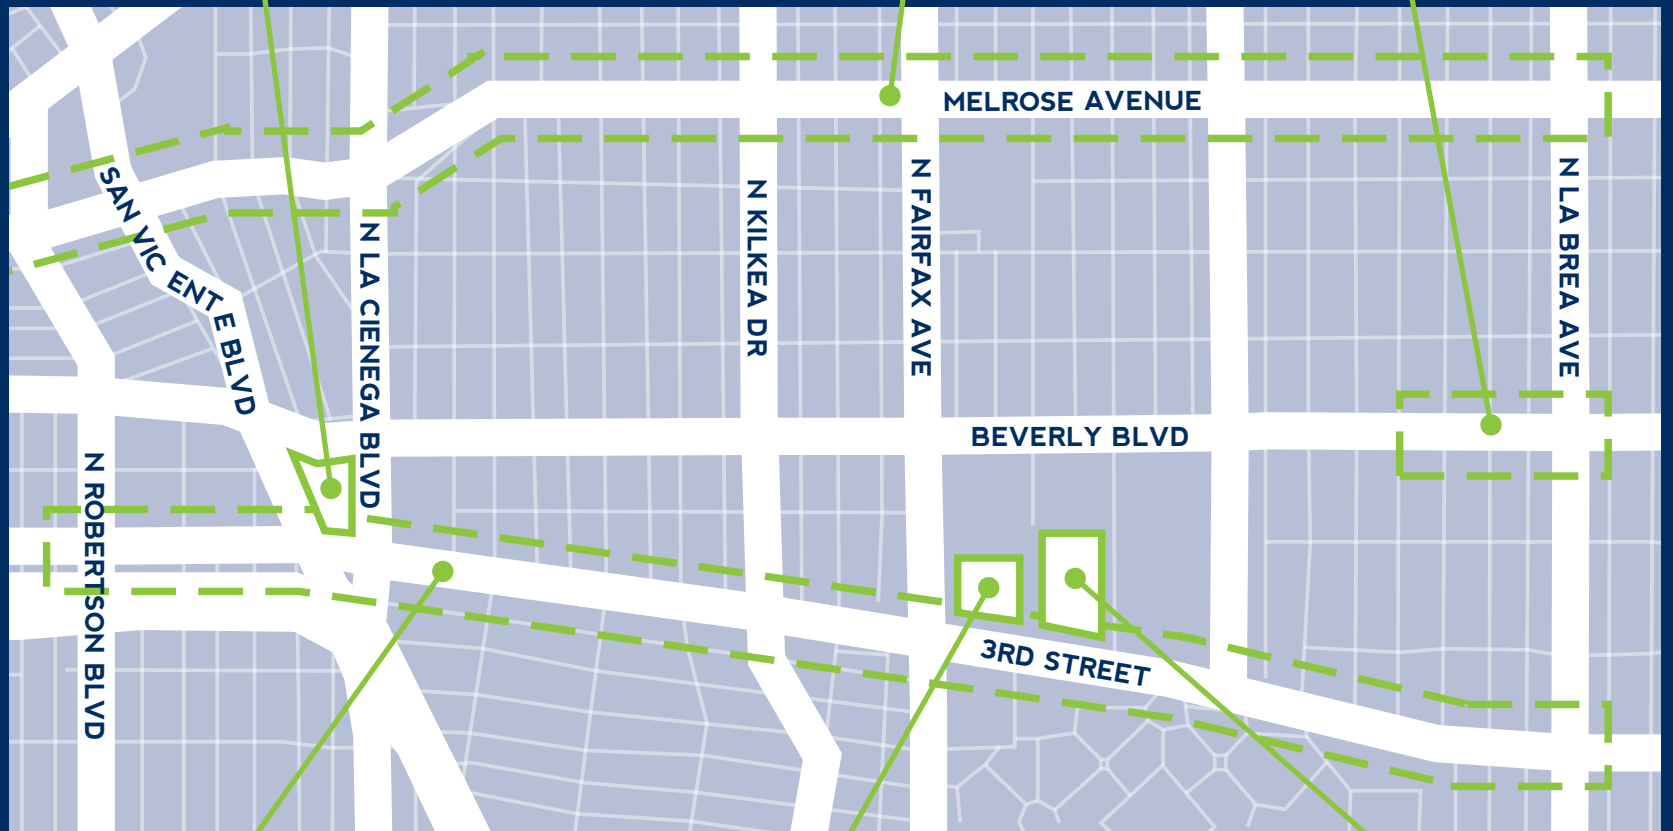 MELROSE AVENUE
SAN VICENTE BLVD
N LA CIENEGA BLVD
N KILKEA DR
N FAIRFAX AVE
N LA BREA AVE
BEVERLY BLVD
N ROBERTSON BLVD
3RD STREET